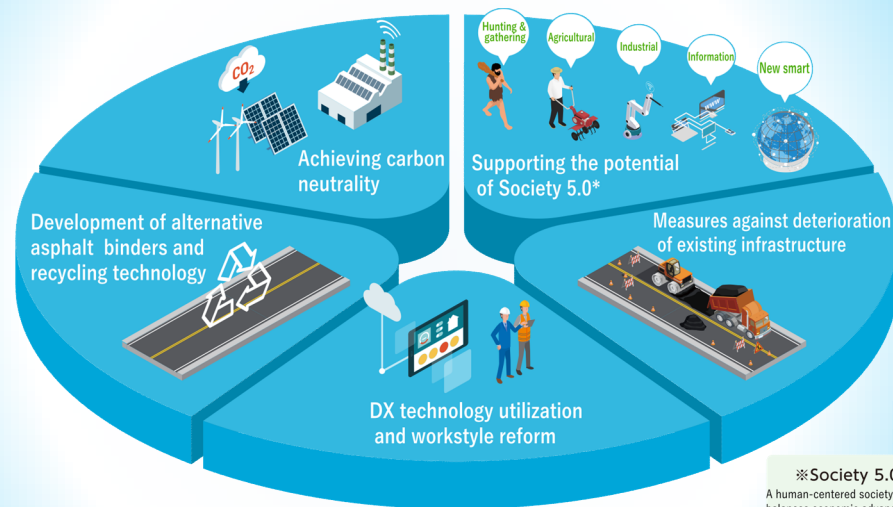 CO2
Achieving carbon
neutrality
Hunting &
gathering
Agricultural
Industrial
Information
New smart
WWW
Supporting the potential
of Society 5.0*
Development of alternative
asphalt binders and
recycling technology
Measures against deterioration
of existing infrastructure
DX technology utilization
and workstyle reform
※Society 5.0
A human-centered society